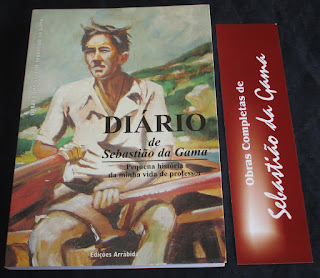 DIÁRIO
de
Sebastião da Gama
Pequena história
da minha vida de professor
Edições Arrábida
Obras Completas de
Sebastião da Gama